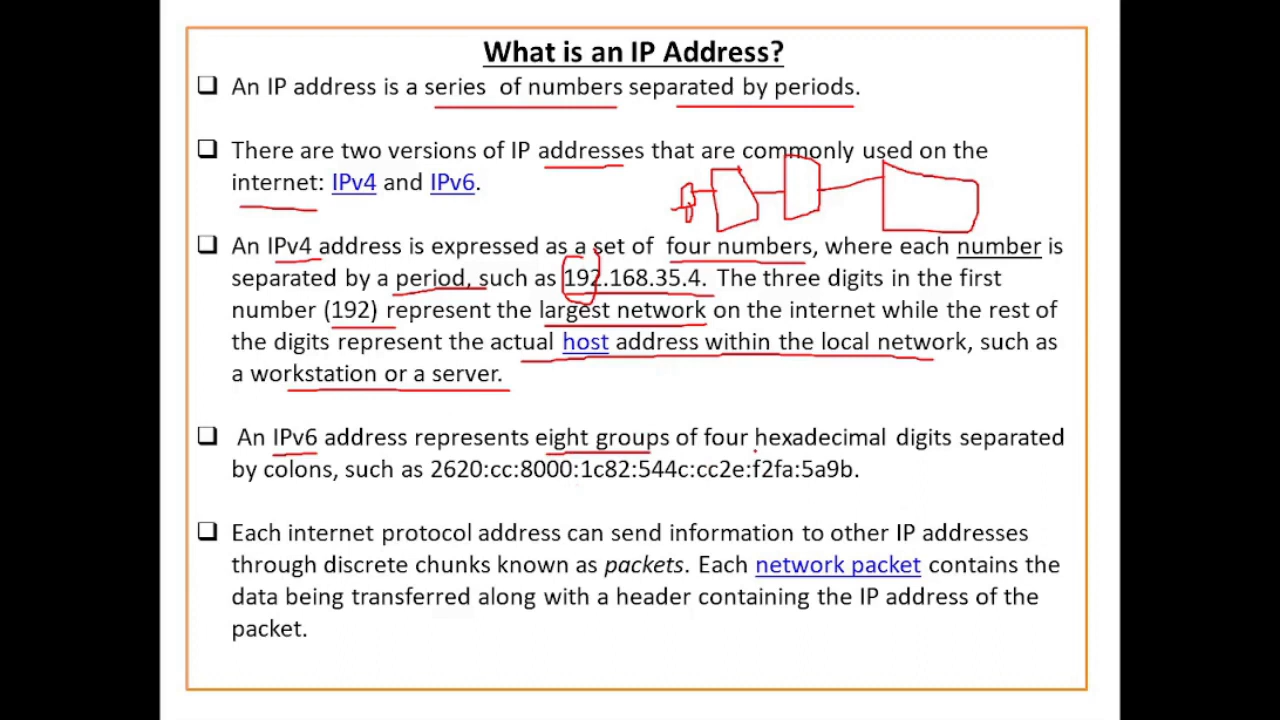 What is an IP Address?
❑ An IP address is a series of numbers separated by periods.
❑ There are two versions of IP addresses that are commonly used on the
internet: IPv4 and IPv6.
❑ An IPv4 address is expressed as a set of four numbers, where each number is
separated by a period, such as 192.168.35.4. The three digits in the first
number (192) represent the largest network on the internet while the rest of
the digits represent the actual host address within the local network, such as
a workstation or a server.
❑ An IPv6 address represents eight groups of four hexadecimal digits separated
by colons, such as 2620:cc:8000:1c82:544c:cc2e:f2fa:5a9b.
❑ Each internet protocol address can send information to other IP addresses
through discrete chunks known as packets. Each network packet contains the
data being transferred along with a header containing the IP address of the
packet.